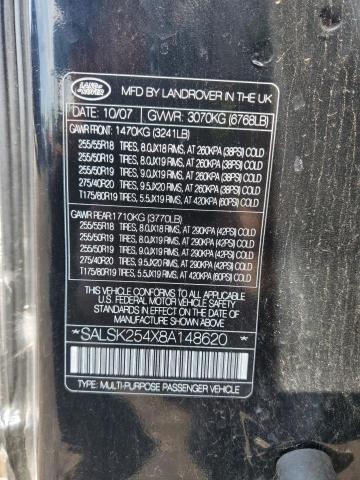 LAND ROVER
MFD BY LANDROVER IN THE UK
DATE: 10/07 GVWR: 3070KG (6768LB)
GAWR FRONT: 1470KG (3241LB)
255/55R18 TIRES, 8.0JX18 RIMS, AT 260KPA (38PSI) COLD
255/50R19 TIRES, 8.0JX19 RIMS, AT 260KPA (38PSI) COLD
255/50R19 TIRES, 9.0JX19 RIMS, AT 260KPA (38PSI) COLD
275/40R20 TIRES, 9.5JX20 RIMS, AT 260KPA (38PSI) COLD
T175/80R19 TIRES, 5.5JX19 RIMS, AT 420KPA (60PSI) COLD
GAWR REAR 1710KG (3770LB)
255/55R18 TIRES, 8.0JX18 RIMS, AT 290KPA (42PSI) COLD
255/50R19 TIRES, 8.0JX19 RIMS, AT 290KPA (42PSI) COLD
255/50R19 TIRES, 9.0JX19 RIMS, AT 290KPA (42PSI) COLD
275/40R20 TIRES, 9.5JX20 RIMS, AT 290KPA (42PSI) COLD
T175/80R19 TIRES, 5.5JX19 RIMS, AT 420KPA (60PSI) COLD
THIS VEHICLE CONFORMS TO ALL APPLICABLE
U.S. FEDERAL MOTOR VEHICLE SAFETY
STANDARDS IN EFFECT ON THE DATE OF
MANUFACTURE SHOWN ABOVE
*SALSK254X8A148620*
TYPE: MULTI-PURPOSE PASSENGER VEHICLE